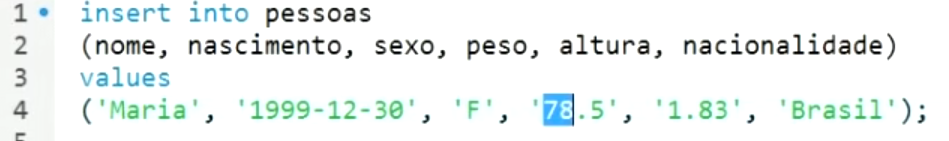 1 insert into pessoas
2 (nome, nascimento, sexo, peso, altura, nacionalidade)
3 values
4 ('Maria', '1999-12-30', 'F', '78.5', '1.83', 'Brasil');